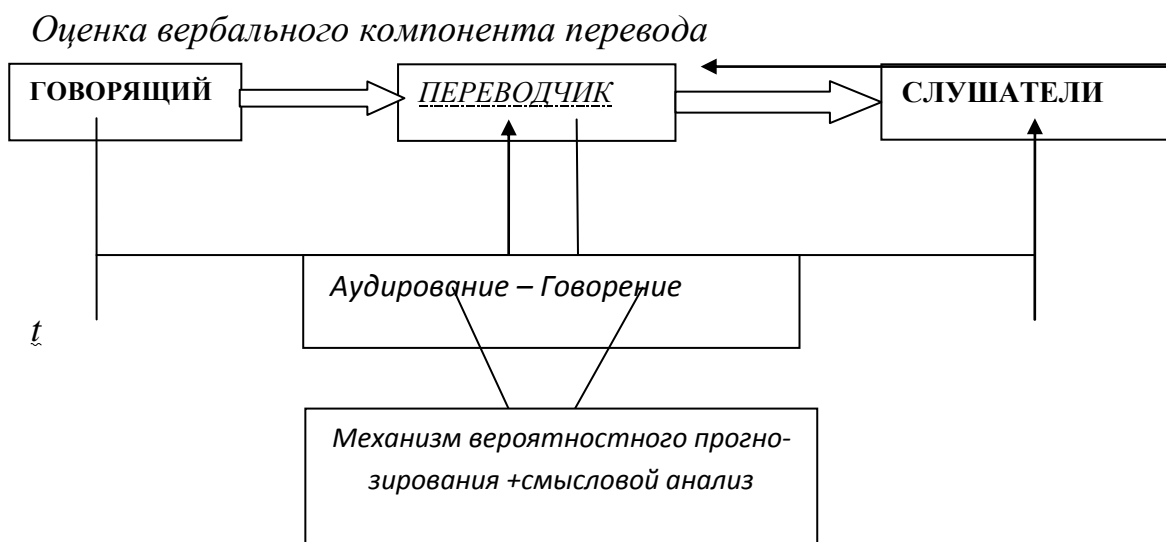 Оценка вербального компонента перевода
ГОВОРЯЩИЙ
ПЕРЕВОДЧИК
СЛУШАТЕЛИ
Аудирование – Говорение
t
Механизм вероятностного прогно-
зирования +смысловой анализ